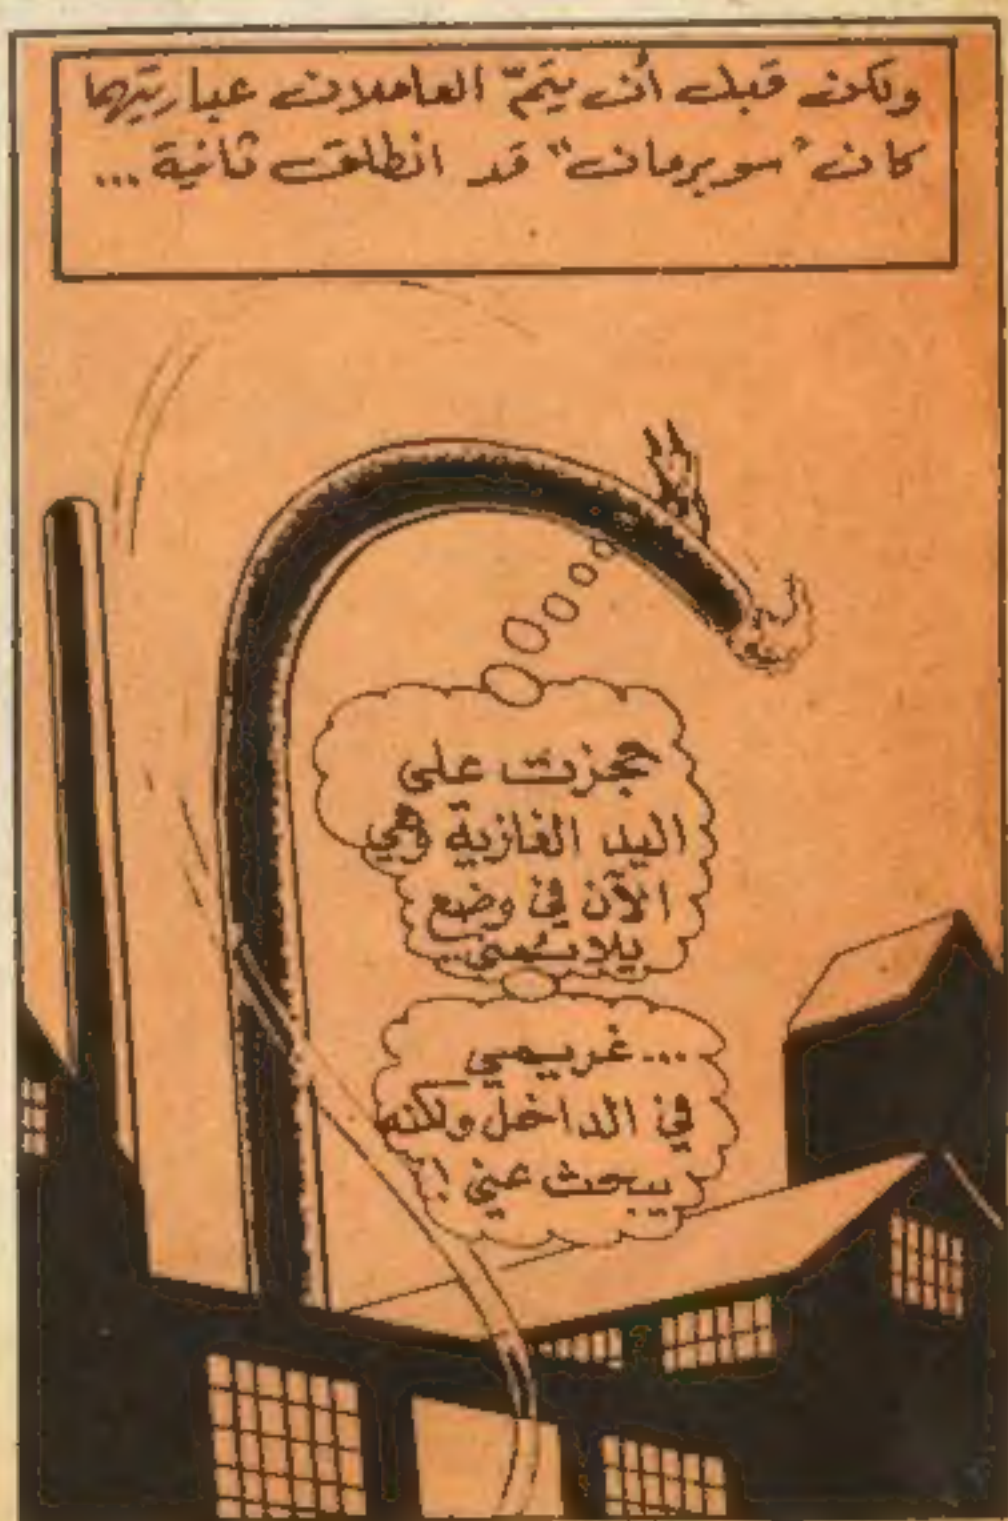 ولكن قبل أن يتمّ العاملان عبارتيهما
كان "سوبرمان" قد انطلق ثانية...
حجزت على
اليد الغازية وهي
الآن في وضع
يلائمني..
...غريمي
في الداخل ولكنه
يبحث عني!